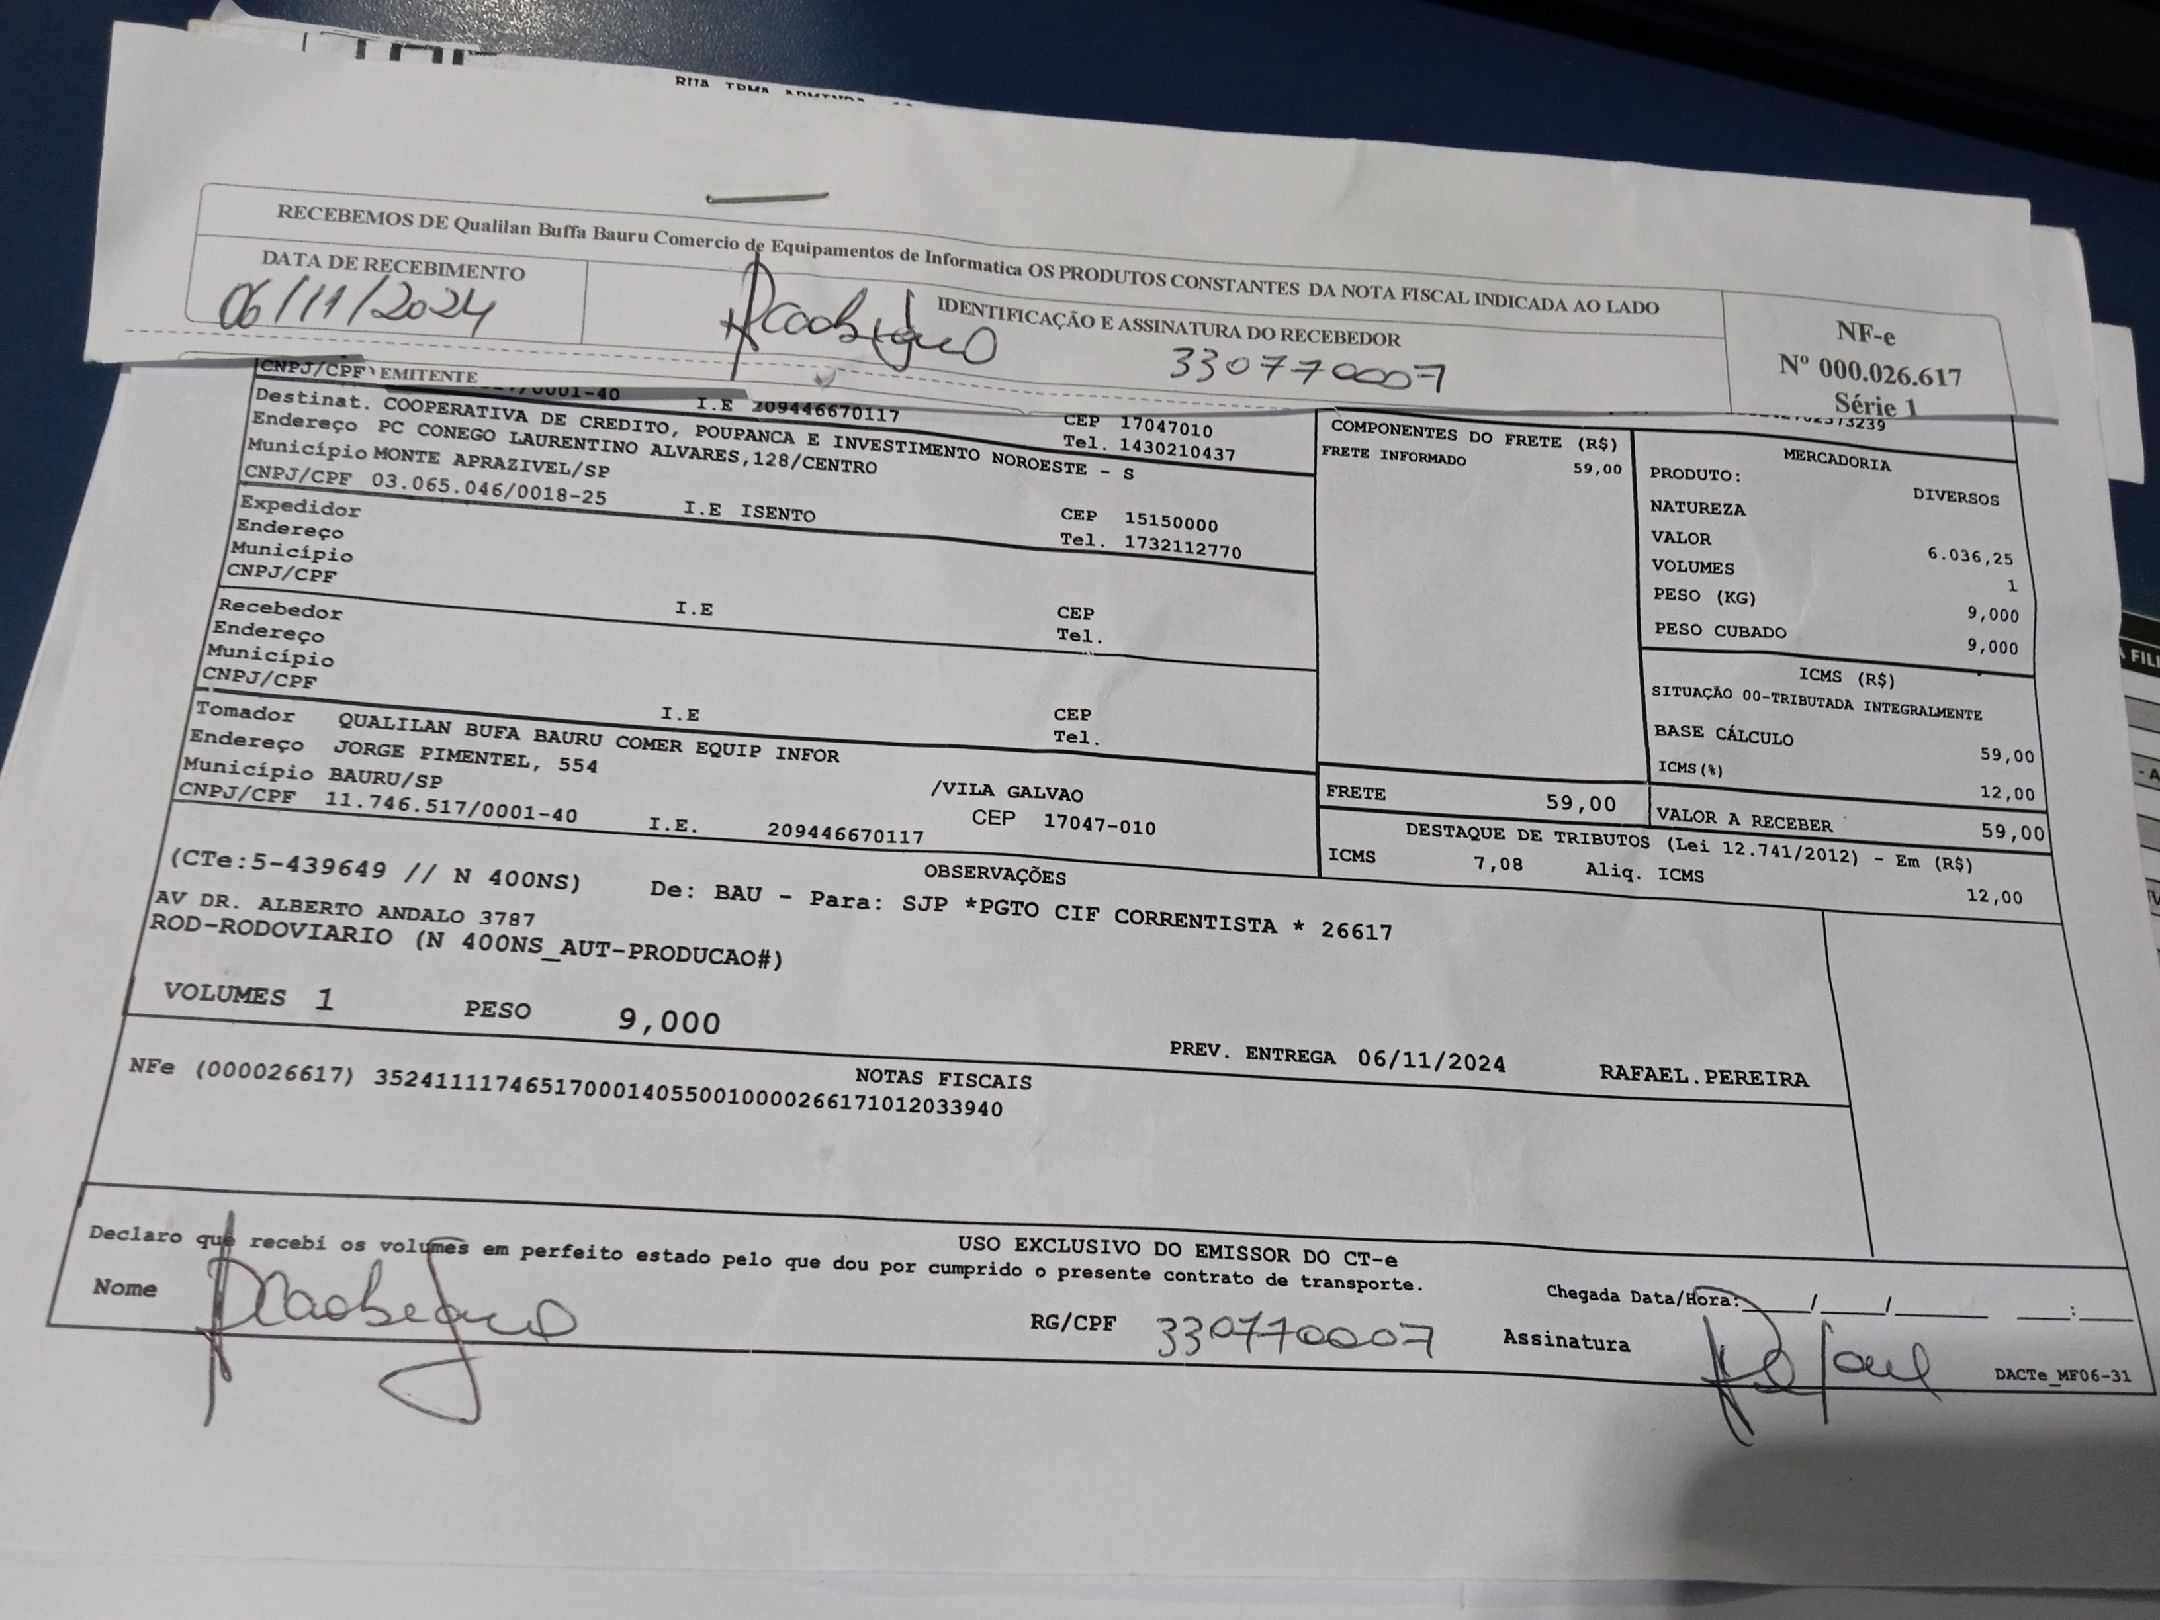 RECEBEMOS DE Qualilan Buffa Bauru Comercio de Equipamentos de Informatica OS PRODUTOS CONSTANTES DA NOTA FISCAL INDICADA AO LADO
DATA DE RECEBIMENTO
06/11/2024
IDENTIFICAÇÃO E ASSINATURA DO RECEBEDOR
330770007
NF-e
Nº 000.026.617
Série 1
CNPJ/CPF EMITENTE /0001-40 I.E 209446670117 CEP 17047010
Tel. 1430210437
Destinat. COOPERATIVA DE CREDITO, POUPANCA E INVESTIMENTO NOROESTE - S
Endereço PC CONEGO LAURENTINO ALVARES,128/CENTRO
Município MONTE APRAZIVEL/SP CEP 15150000
CNPJ/CPF 03.065.046/0018-25 I.E ISENTO Tel. 1732112770
Expedidor
Endereço
Município CEP
CNPJ/CPF I.E Tel.
Recebedor
Endereço
Município CEP
CNPJ/CPF I.E Tel.
Tomador QUALILAN BUFA BAURU COMER EQUIP INFOR
Endereço JORGE PIMENTEL, 554 /VILA GALVAO
Município BAURU/SP CEP 17047-010
CNPJ/CPF 11.746.517/0001-40 I.E. 209446670117
COMPONENTES DO FRETE (R$)
FRETE INFORMADO 59,00
MERCADORIA
PRODUTO: DIVERSOS
NATUREZA
VALOR 6.036,25
VOLUMES 1
PESO (KG) 9,000
PESO CUBADO 9,000
ICMS (R$)
SITUAÇÃO 00-TRIBUTADA INTEGRALMENTE
BASE CÁLCULO 59,00
ICMS(%) 12,00
FRETE 59,00 VALOR A RECEBER 59,00
DESTAQUE DE TRIBUTOS (Lei 12.741/2012) - Em (R$)
ICMS 7,08 Aliq. ICMS 12,00
OBSERVAÇÕES
(CTe:5-439649 // N 400NS) De: BAU - Para: SJP *PGTO CIF CORRENTISTA * 26617
AV DR. ALBERTO ANDALO 3787
ROD-RODOVIARIO (N 400NS_AUT-PRODUCAO#)
VOLUMES 1 PESO 9,000 PREV. ENTREGA 06/11/2024 RAFAEL.PEREIRA
NOTAS FISCAIS
NFe (000026617) 35241111746517000140550010000266171012033940
USO EXCLUSIVO DO EMISSOR DO CT-e
Declaro que recebi os volumes em perfeito estado pelo que dou por cumprido o presente contrato de transporte.
Chegada Data/Hora:____/____/______ ___:___
Nome RG/CPF 330770007 Assinatura
DACTe_MF06-31